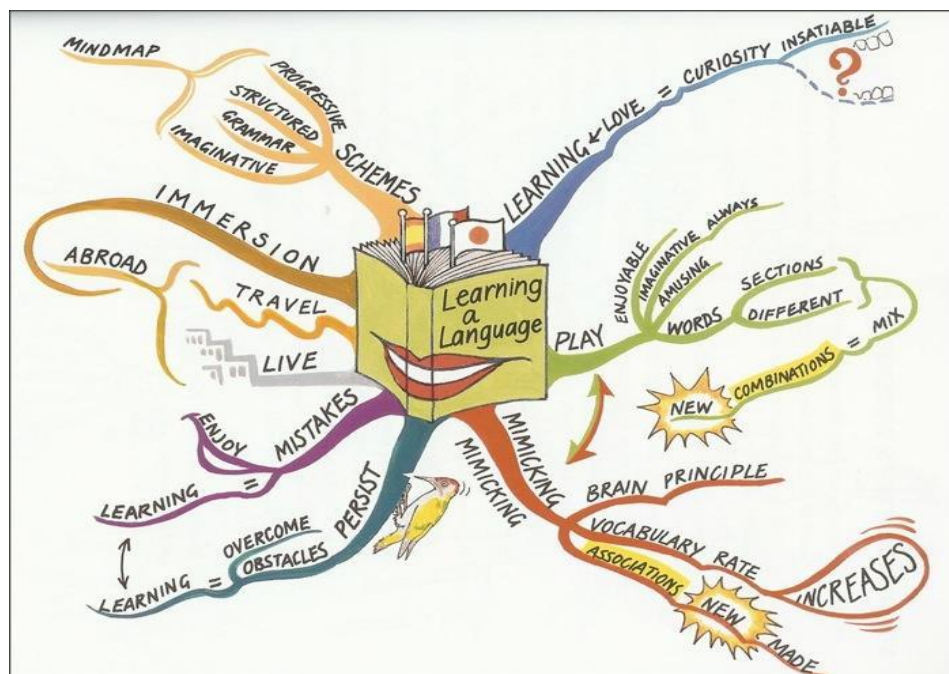 Learning
a
Language
LEARNING
LOVE = CURIOSITY INSATIABLE
?
PLAY
ENJOYABLE
IMAGINATIVE ALWAYS
AMUSING
WORDS
SECTIONS
DIFFERENT
MIX
=
COMBINATIONS
NEW
MIMICKING
MIMICKING
BRAIN PRINCIPLE
VOCABULARY RATE
INCREASES
ASSOCIATIONS
NEW
MADE
PERSIST
OVERCOME
OBSTACLES
= LEARNING
MISTAKES
ENJOY
= LEARNING
LIVE
TRAVEL
ABROAD
IMMERSION
SCHEMES
PROGRESSIVE
STRUCTURED
GRAMMAR
IMAGINATIVE
MINDMAP